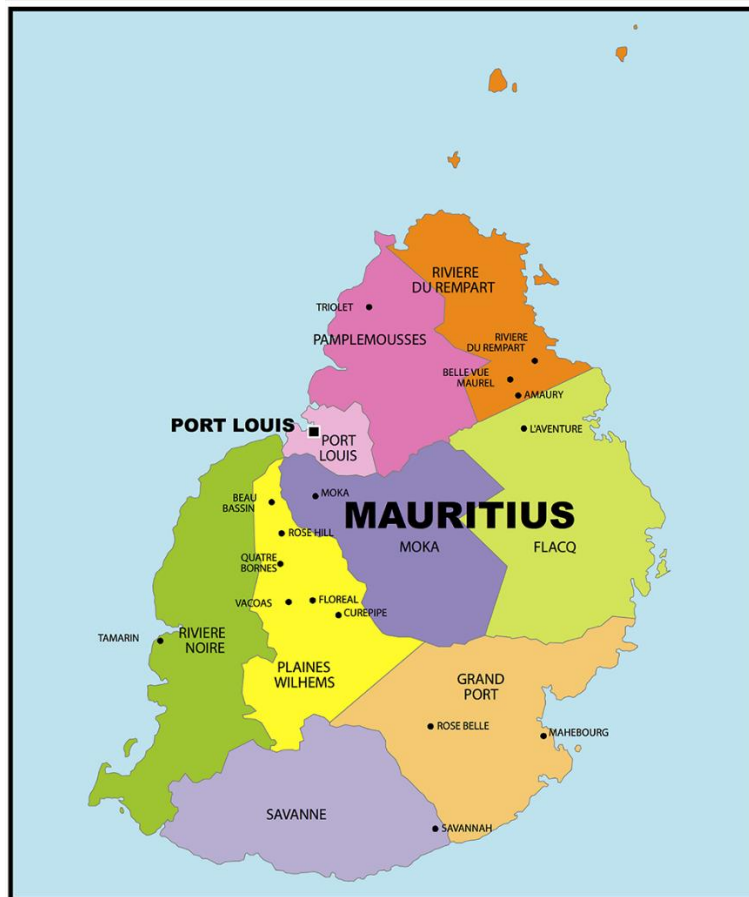 RIVIERE
DU REMPART
TRIOLET
PAMPLEMOUSSES
RIVIERE
DU REMPART
BELLE VUE
MAUREL
AMAURY
PORT LOUIS
PORT
LOUIS
L'AVENTURE
BEAU
BASSIN
MOKA
MAURITIUS
ROSE HILL
MOKA
FLACQ
QUATRE
BORNES
VACOAS
FLOREAL
CUREPIPE
TAMARIN
RIVIERE
NOIRE
PLAINES
WILHEMS
GRAND
PORT
ROSE BELLE
MAHEBOURG
SAVANNE
SAVANNAH